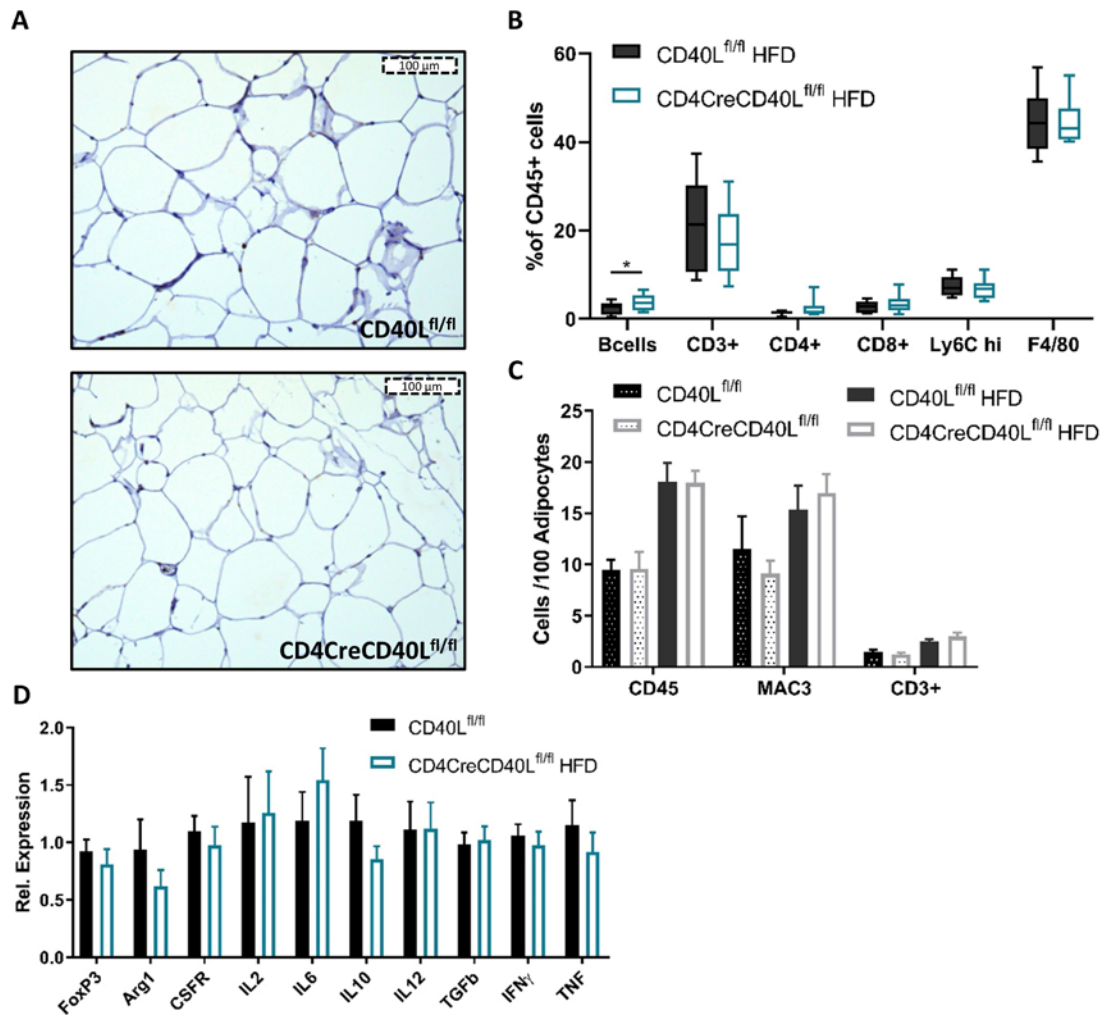 A
100 μm
CD40Lfl/fl
100 μm
CD4CreCD40Lfl/fl
B
CD40Lfl/fl HFD
CD4CreCD40Lfl/fl HFD
60
40
20
0
%of CD45+ cells
*
Bcells CD3+ CD4+ CD8+ Ly6C hi F4/80
C
CD40Lfl/fl
CD4CreCD40Lfl/fl
CD40Lfl/fl HFD
CD4CreCD40Lfl/fl HFD
25
20
15
10
5
0
Cells /100 Adipocytes
CD45 MAC3 CD3+
D
CD40Lfl/fl
CD4CreCD40Lfl/fl HFD
2.0
1.5
1.0
0.5
0.0
Rel. Expression
FoxP3 Arg1 CSFR IL2 IL6 IL10 IL12 TGFb IFNγ TNF